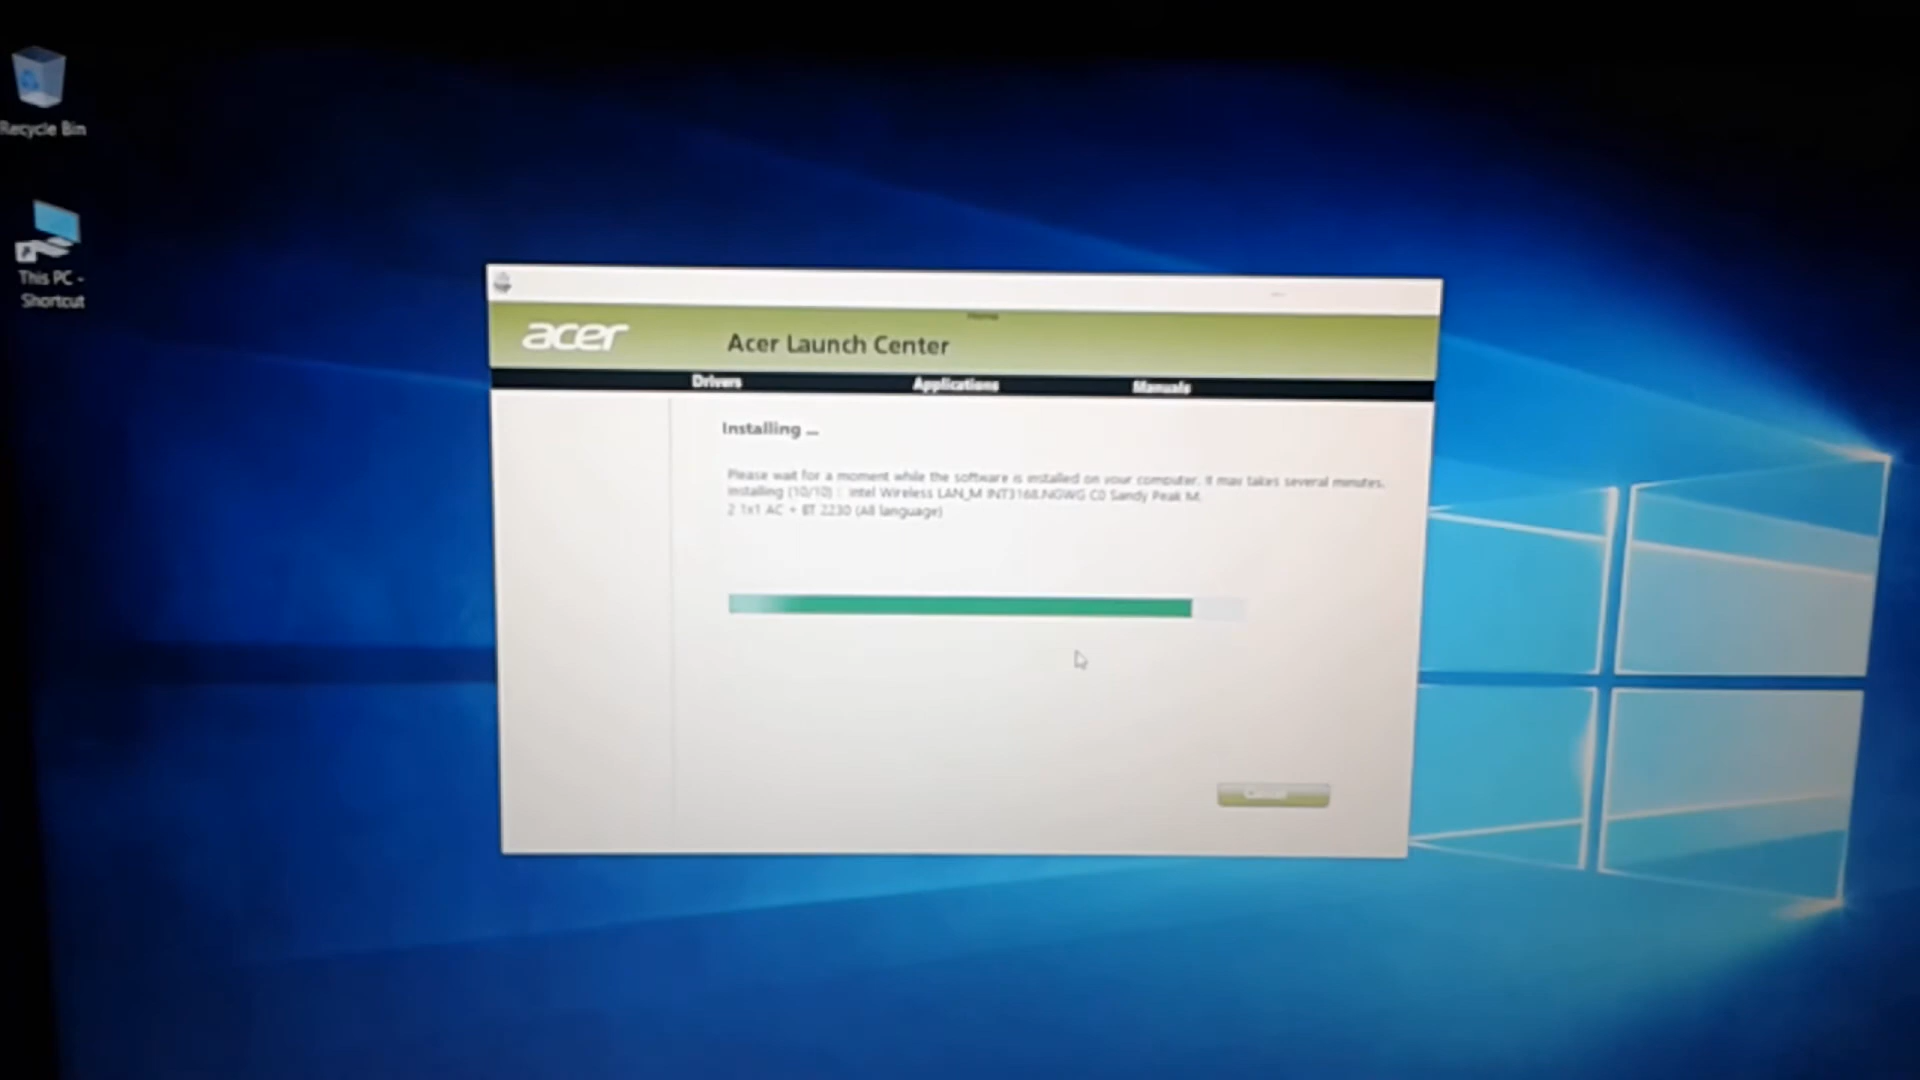 Recycle Bin
This PC -
Shortcut
Home
acer
Acer Launch Center
Drivers
Applications
Manuals
Installing ...
Please wait for a moment while the software is installed on your computer. It may takes several minutes.
Installing (10/10) : Intel Wireless LAN_M INT3168.NGWG C0 Sandy Peak M.
2 1x1 AC + BT 2230 (All language)